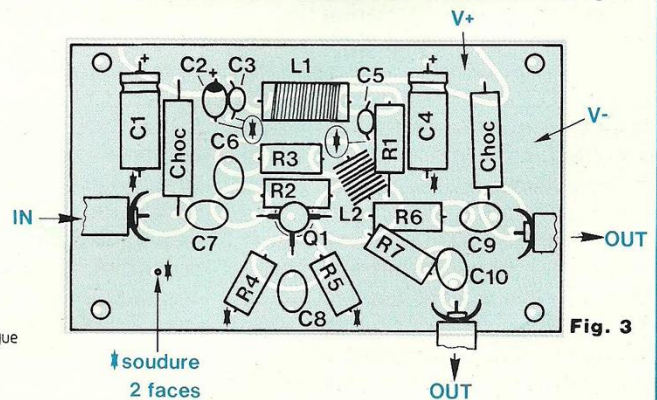 V+
L1
C2
+
C3
+
C5
+
C1
Choc
C6
R3
R1
C4
Choc
V-
R2
IN
C7
Q1
L2
R6
C9
OUT
R7
C10
R4
C8
R5
Fig. 3
que
soudure
2 faces
OUT